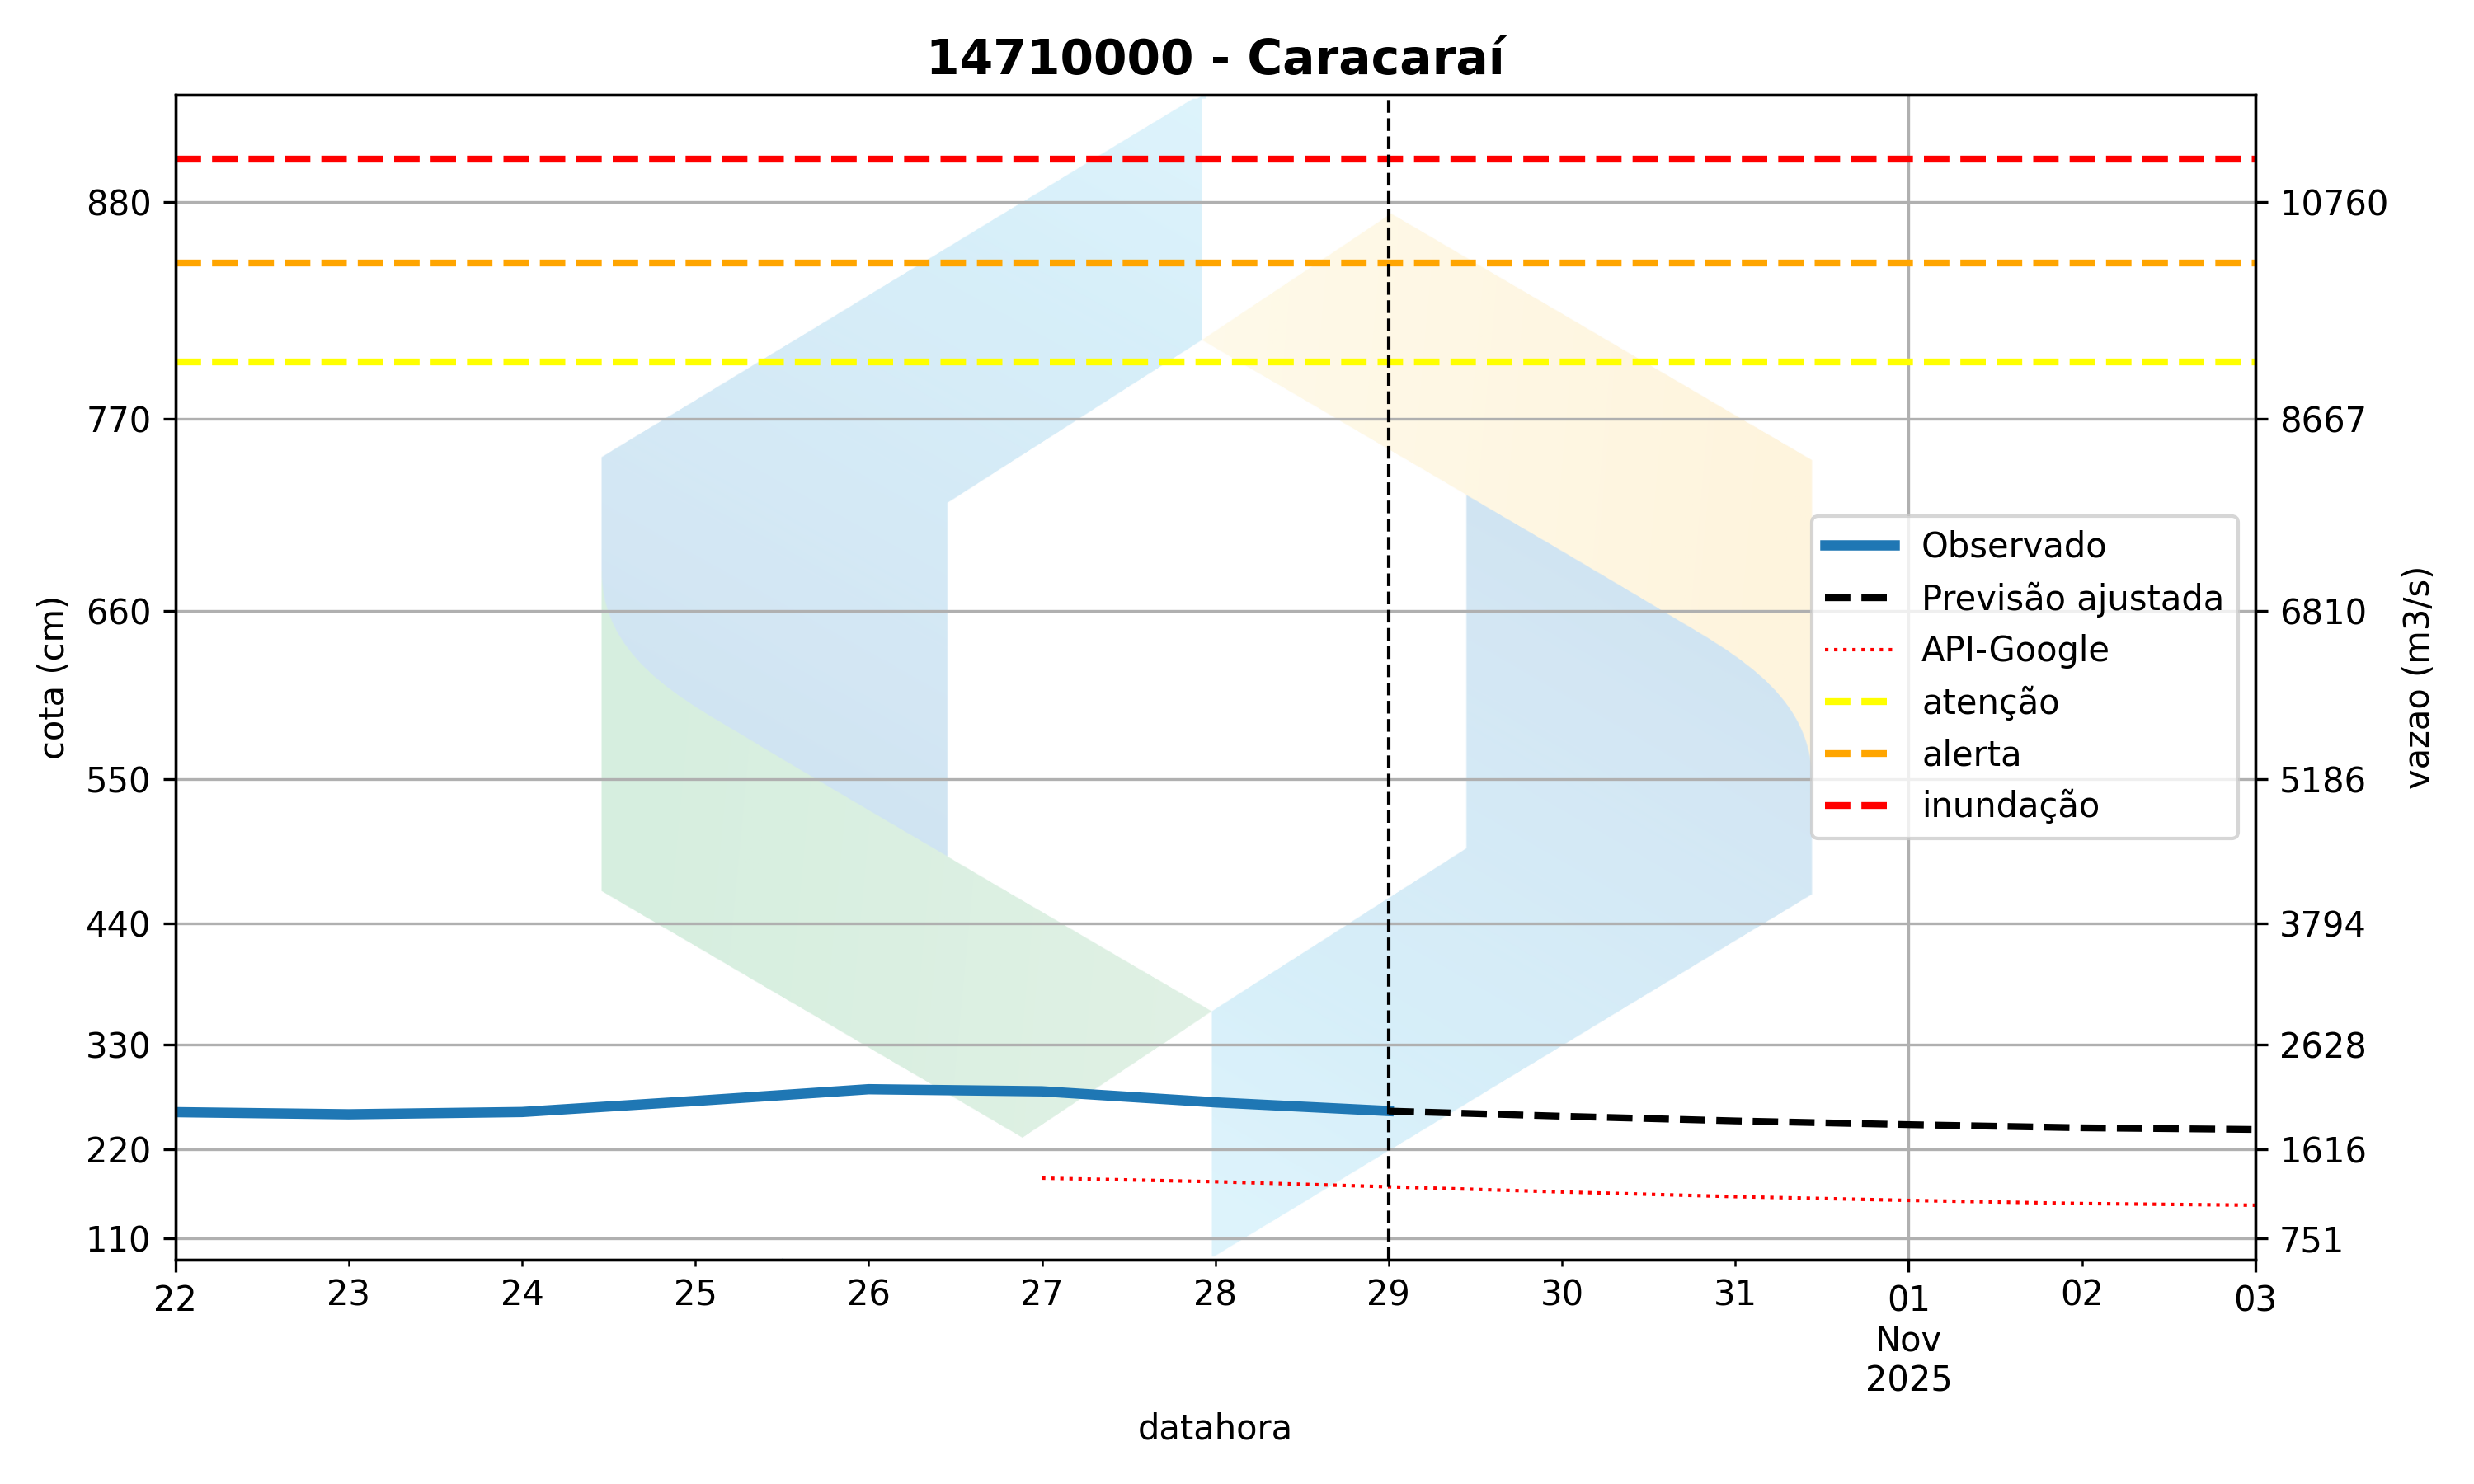 14710000 - Caracaraí
880
770
660
550
440
330
220
110
cota (cm)
10760
8667
6810
5186
3794
2628
1616
751
vazao (m3/s)
Observado
Previsão ajustada
API-Google
atenção
alerta
inundação
22 23 24 25 26 27 28 29 30 31 01 02 03
Nov
2025
datahora